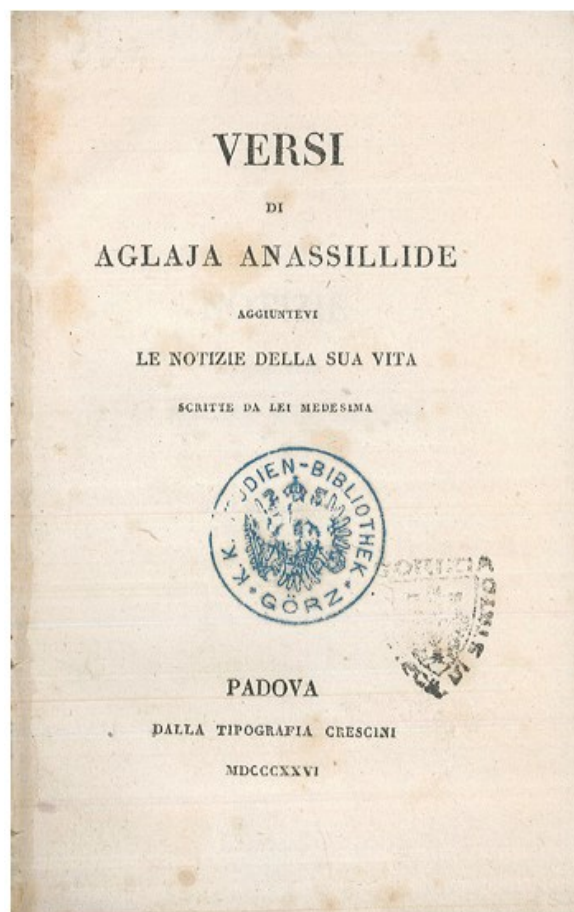 VERSI
DI
AGLAJA ANASSILLIDE
AGGIUNTEVI
LE NOTIZIE DELLA SUA VITA
SCRITTE DA LEI MEDESIMA
K. K. STUDIEN-BIBLIOTHEK
GÖRZ
PADOVA
DALLA TIPOGRAFIA CRESCINI
MDCCCXXVI